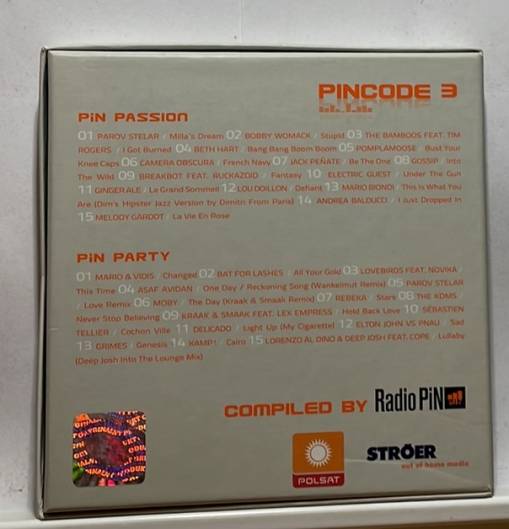 PINCODE 3
PiN PASSiON
01 PAROV STELAR / Milla's Dream 02 BOBBY WOMACK / Stupid 03 THE BAMBOOS FEAT. TIM
ROGERS / I Got Burned 04 BETH HART / Bang Bang Boom Boom 05 POMPLAMOOSE / Bust Your
Knee Caps 06 CAMERA OBSCURA / French Navy 07 JACK PEÑATE / Be The One 08 GOSSIP / Into
The Wild 09 BREAKBOT FEAT. RUCKAZOID / Fantasy 10 ELECTRIC GUEST / Under The Gun
11 GINGER ALE / Le Grand Sommeil 12 LOU DOILLON / Defiant 13 MARIO BIONDI / This Is What You
Are (Dim's Hipster Jazz Version by Dimitri From Paris) 14 ANDREA BALDUCCI / I Just Dropped In
15 MELODY GARDOT / La Vie En Rose
PiN PARTY
01 MARIO & VIDIS / Changed 02 BAT FOR LASHES / All Your Gold 03 LOVEBIRDS FEAT. NOVIKA /
This Time 04 ASAF AVIDAN / One Day / Reckoning Song (Wankelmut Remix) 05 PAROV STELAR
/ Love Remix 06 MOBY / The Day (Kraak & Smaak Remix) 07 REBEKA / Stars 08 THE KDMS /
Never Stop Believing 09 KRAAK & SMAAK FEAT. LEX EMPRESS / Hold Back Love 10 SÉBASTIEN
TELLIER / Cochon Ville 11 DELICADO / Light Up (My Cigarette) 12 ELTON JOHN VS PNAU / Sad
13 GRIMES / Genesis 14 KAMP! / Cairo 15 LORENZO AL DINO & DEEP JOSH FEAT. COPE / Lullaby
(Deep Josh Into The Lounge Mix)
COMPILED BY Radio PiN
POLSAT
STRÖER
out of home media